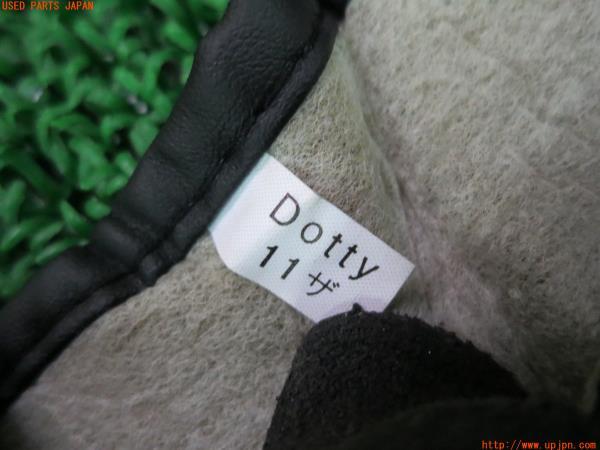 USED PARTS JAPAN
Dotty
11ザ
http://www.upjpn.com